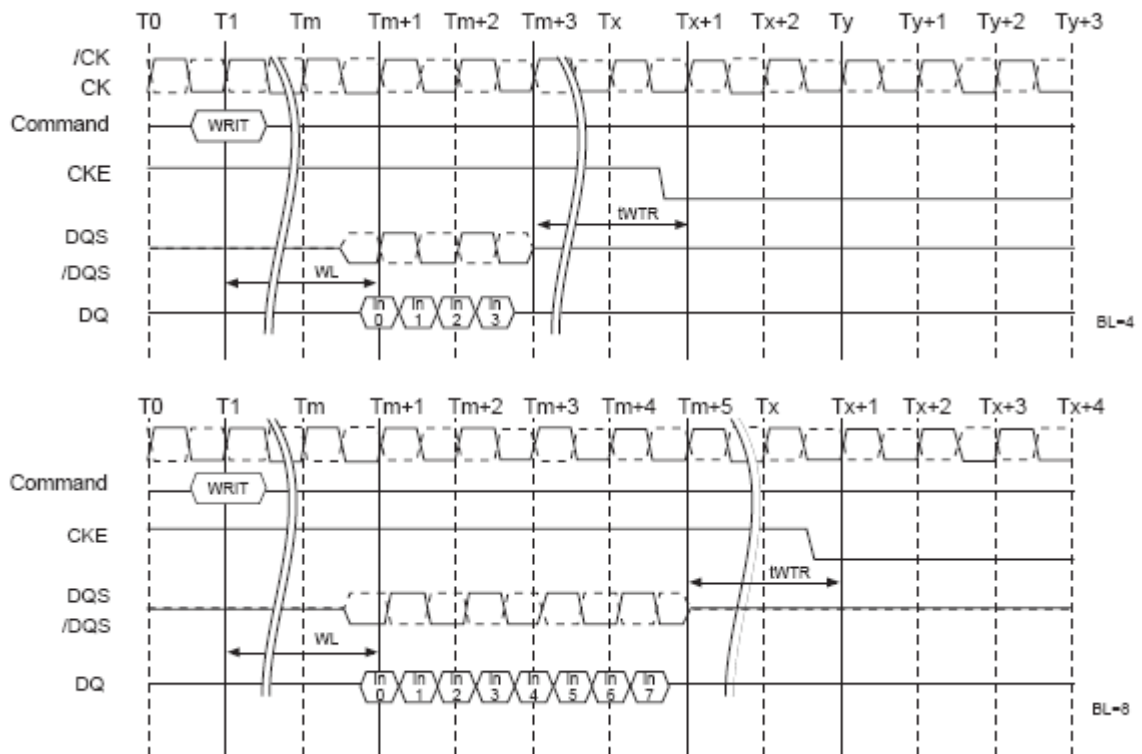 T0 T1 Tm Tm+1 Tm+2 Tm+3 Tx Tx+1 Tx+2 Ty Ty+1 Ty+2 Ty+3
/CK
CK
Command WRIT
CKE
tWTR
DQS
/DQS WL
DQ In 0 In 1 In 2 In 3
BL=4
T0 T1 Tm Tm+1 Tm+2 Tm+3 Tm+4 Tm+5 Tx Tx+1 Tx+2 Tx+3 Tx+4
Command WRIT
CKE
tWTR
DQS
/DQS
WL
DQ In 0 In 1 In 2 In 3 In 4 In 5 In 6 In 7
BL=8